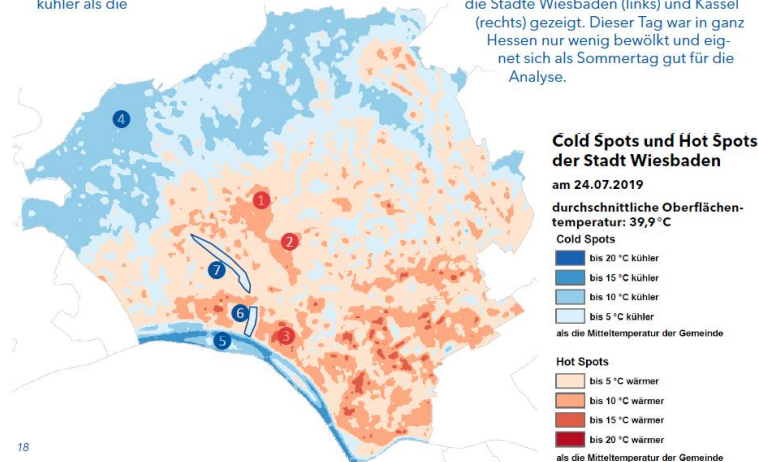 kühler als die
die Städte Wiesbaden (links) und Kassel
(rechts) gezeigt. Dieser Tag war in ganz
Hessen nur wenig bewölkt und eig-
net sich als Sommertag gut für die
Analyse.
4
1
2
7
6
5
3
Cold Spots und Hot Spots
der Stadt Wiesbaden
am 24.07.2019
durchschnittliche Oberflächen-
temperatur: 39,9 °C
Cold Spots
bis 20 °C kühler
bis 15 °C kühler
bis 10 °C kühler
bis 5 °C kühler
als die Mitteltemperatur der Gemeinde
Hot Spots
bis 5 °C wärmer
bis 10 °C wärmer
bis 15 °C wärmer
bis 20 °C wärmer
als die Mitteltemperatur der Gemeinde
18